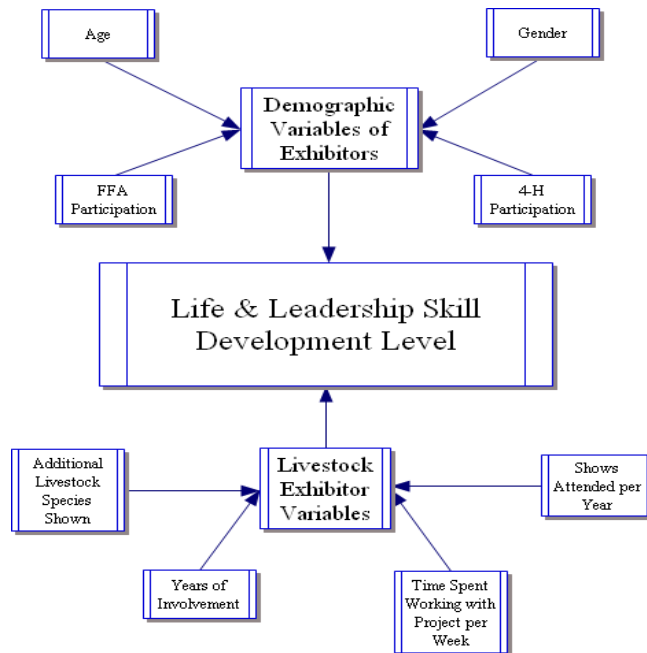 Age
Gender
Demographic
Variables of
Exhibitors
FFA
Participation
4-H
Participation
Life & Leadership Skill
Development Level
Additional
Livestock
Species
Shown
Livestock
Exhibitor
Variables
Shows
Attended per
Year
Years of
Involvement
Time Spent
Working with
Project per
Week